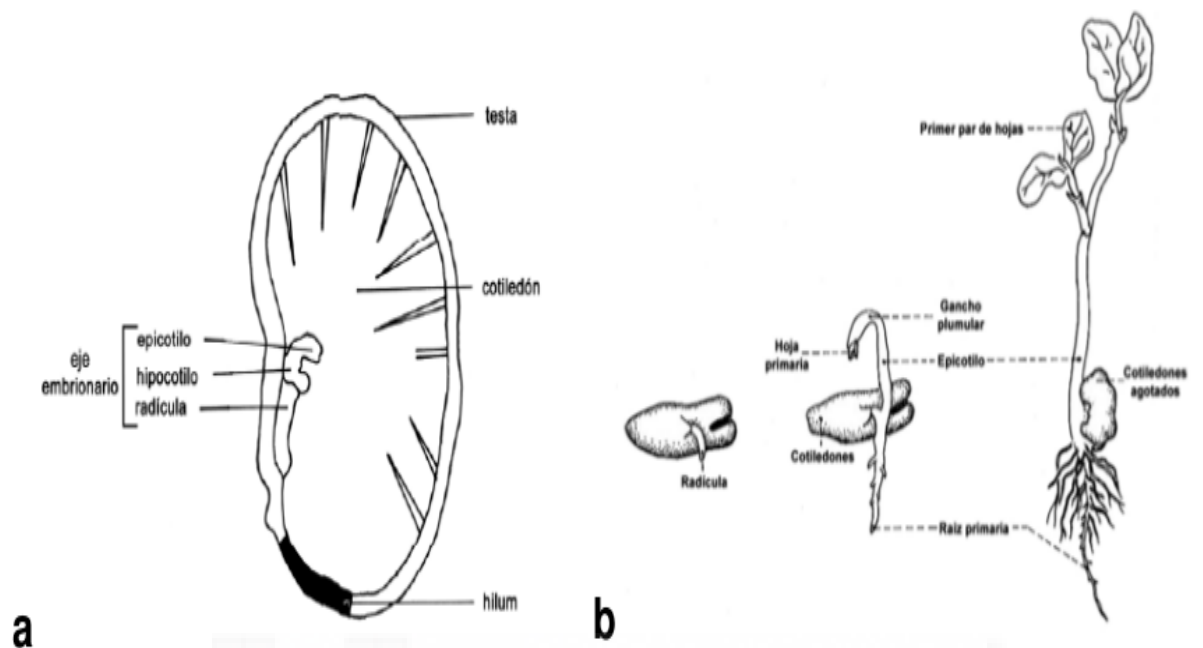 testa
cotiledón
eje
embrionario
epicotilo
hipocotilo
radícula
hilum
a
Primer par de hojas
Gancho
plumular
Hoja
primaria
Epicotilo
Cotiledones
agotados
Cotiledones
Radícula
Raíz primaria
b